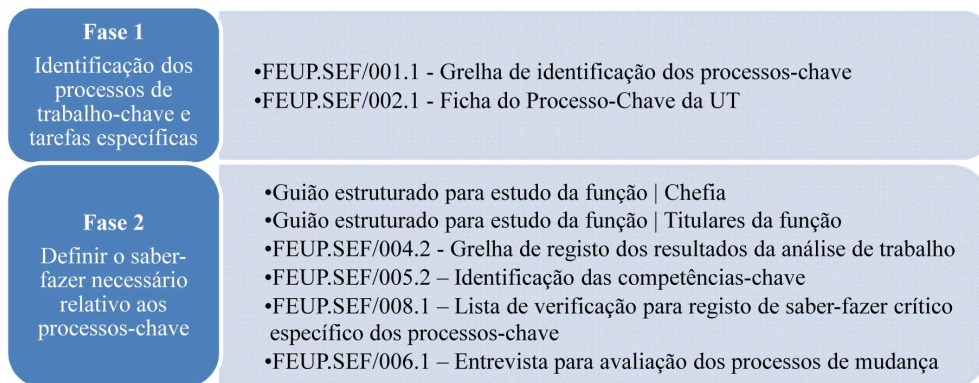 Fase 1
Identificação dos
processos de
trabalho-chave e
tarefas específicas
•FEUP.SEF/001.1 - Grelha de identificação dos processos-chave
•FEUP.SEF/002.1 - Ficha do Processo-Chave da UT
Fase 2
Definir o saber-
fazer necessário
relativo aos
processos-chave
•Guião estruturado para estudo da função | Chefia
•Guião estruturado para estudo da função | Titulares da função
•FEUP.SEF/004.2 - Grelha de registo dos resultados da análise de trabalho
•FEUP.SEF/005.2 – Identificação das competências-chave
•FEUP.SEF/008.1 – Lista de verificação para registo de saber-fazer crítico
específico dos processos-chave
•FEUP.SEF/006.1 – Entrevista para avaliação dos processos de mudança